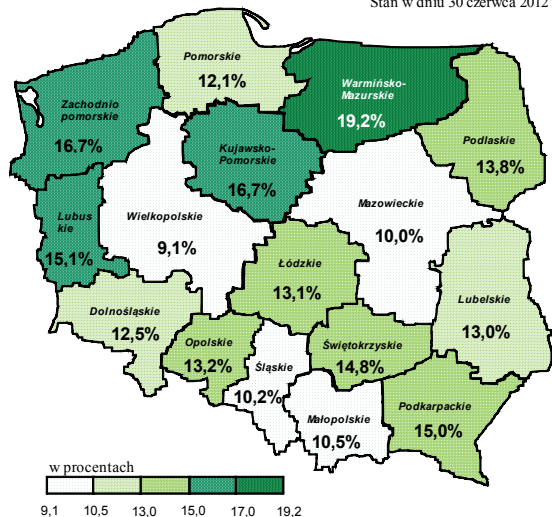 Stan w dniu 30 czerwca 2012
Pomorskie
12,1%
Warmińsko-
Mazurskie
19,2%
Zachodnio
pomorskie
16,7%
Podlaskie
13,8%
Kujawsko-
Pomorskie
16,7%
Lubus
kie
15,1%
Wielkopolskie
9,1%
Mazowieckie
10,0%
Łódzkie
13,1%
Lubelskie
13,0%
Dolnośląskie
12,5%
Opolskie
13,2%
Śląskie
10,2%
Świętokrzyskie
14,8%
Małopolskie
10,5%
Podkarpackie
15,0%
w procentach
9,1 10,5 13,0 15,0 17,0 19,2